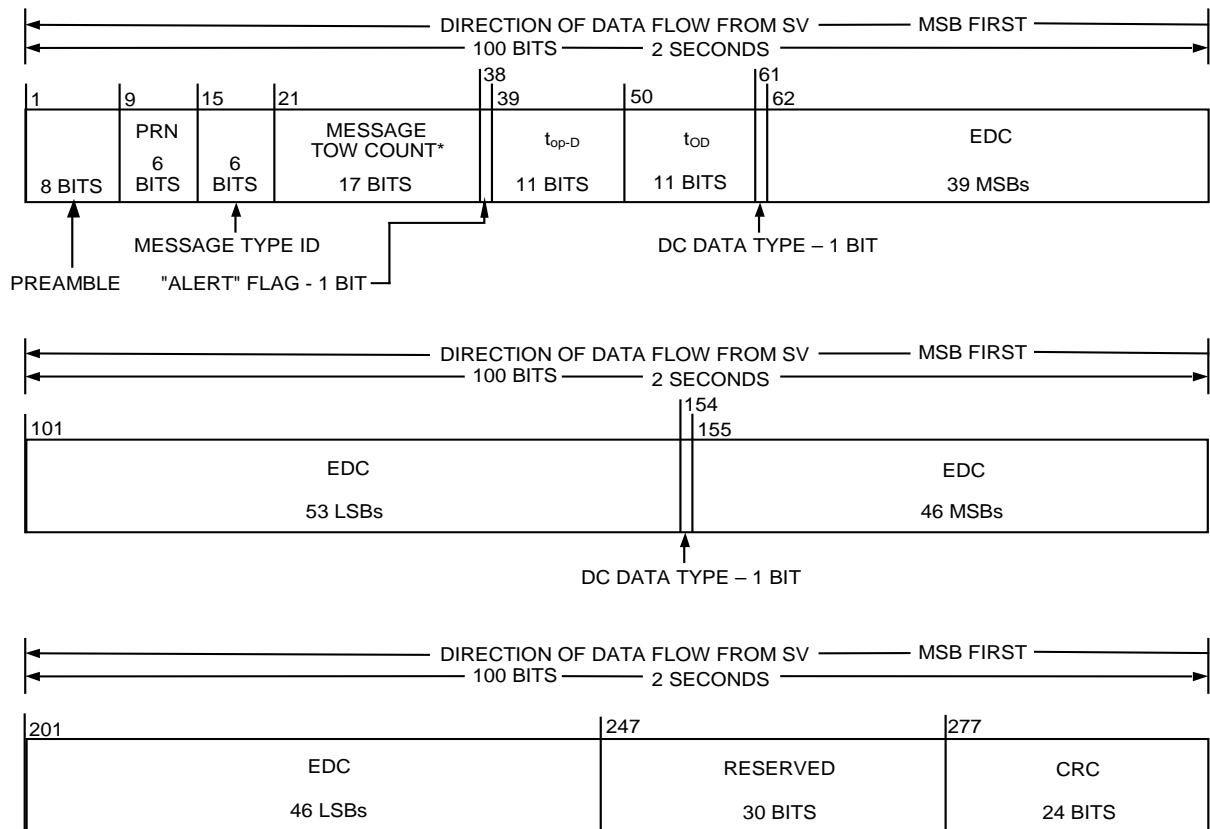 DIRECTION OF DATA FLOW FROM SV MSB FIRST
100 BITS 2 SECONDS
1 9 15 21 38 39 50 61 62
PRN MESSAGE t_op-D t_OD EDC
TOW COUNT*
8 BITS 6 BITS 6 BITS 17 BITS 11 BITS 11 BITS 39 MSBs
MESSAGE TYPE ID DC DATA TYPE – 1 BIT
PREAMBLE "ALERT" FLAG - 1 BIT
DIRECTION OF DATA FLOW FROM SV MSB FIRST
100 BITS 2 SECONDS
101 154 155
EDC EDC
53 LSBs 46 MSBs
DC DATA TYPE – 1 BIT
DIRECTION OF DATA FLOW FROM SV MSB FIRST
100 BITS 2 SECONDS
201 247 277
EDC RESERVED CRC
46 LSBs 30 BITS 24 BITS